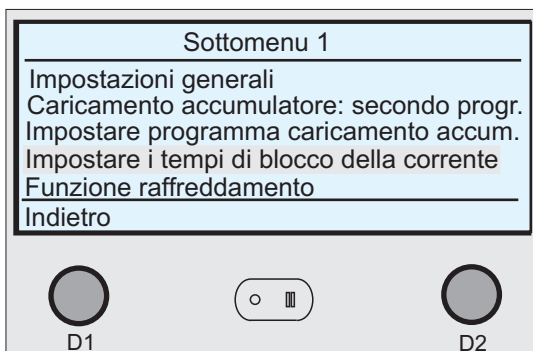 Sottomenu 1
Impostazioni generali
Caricamento accumulatore: secondo progr.
Impostare programma caricamento accum.
Impostare i tempi di blocco della corrente
Funzione raffreddamento
Indietro
D1
D2